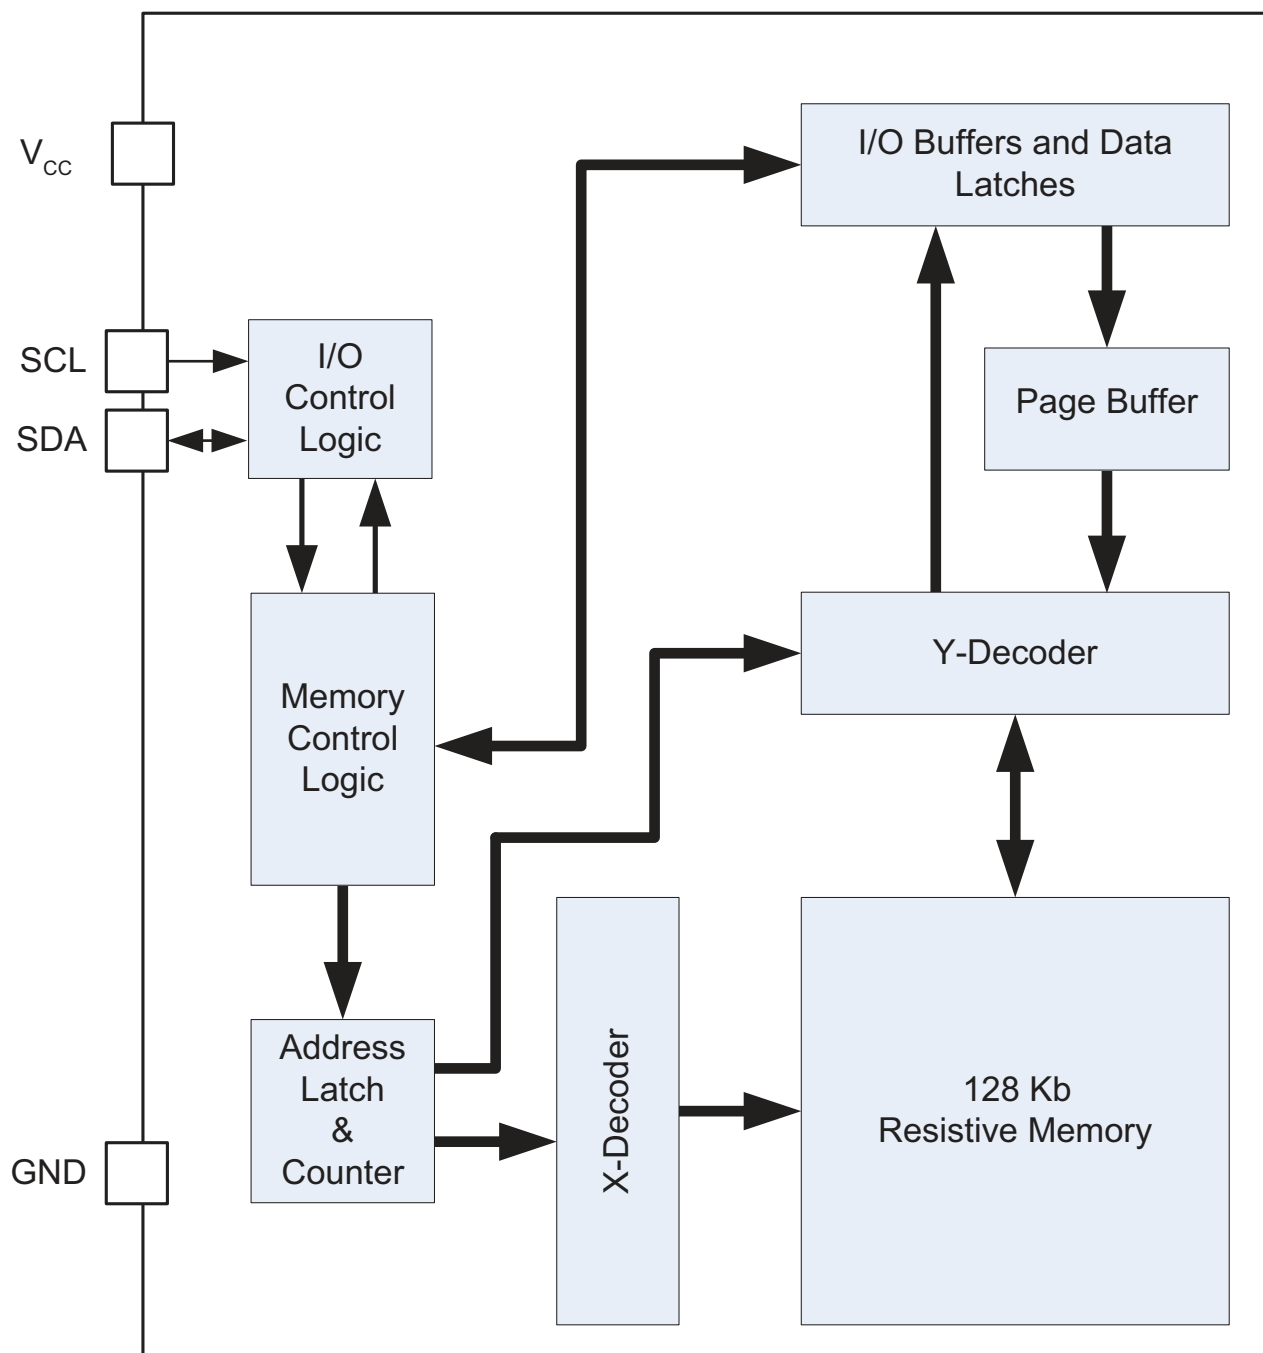 V_CC
I/O Buffers and Data
Latches
SCL
I/O
Control
Logic
SDA
Page Buffer
Memory
Control
Logic
Y-Decoder
Address
Latch
&
Counter
X-Decoder
128 Kb
Resistive Memory
GND